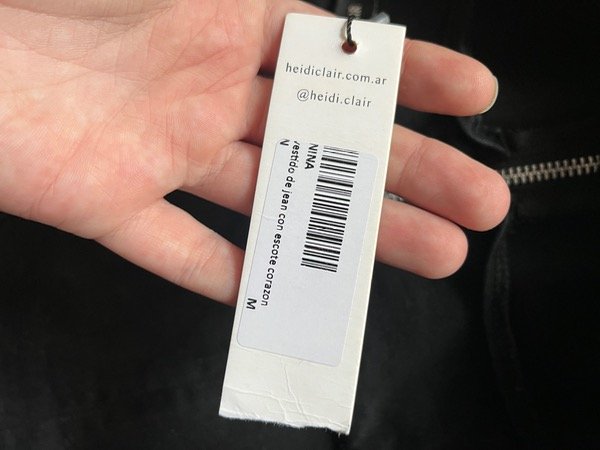 heidiclair.com.ar
@heidi.clair
NINA
vestido de jean con escote corazon
N
M